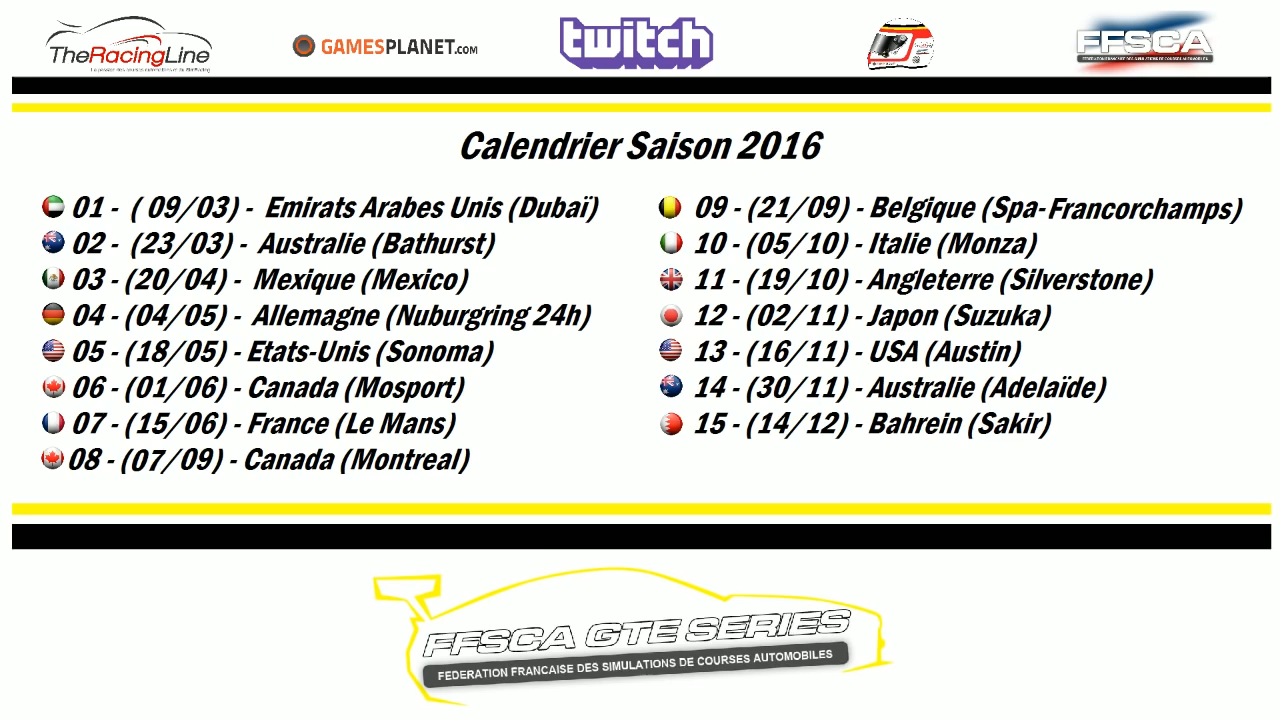 TheRacingLine
GAMESPLANET.COM
twitch
FFSCA
Calendrier Saison 2016
01 - ( 09/03) - Emirats Arabes Unis (Dubaï)
02 - (23/03) - Australie (Bathurst)
03 - (20/04) - Mexique (Mexico)
04 - (04/05) - Allemagne (Nuburgring 24h)
05 - (18/05) - Etats-Unis (Sonoma)
06 - (01/06) - Canada (Mosport)
07 - (15/06) - France (Le Mans)
08 - (07/09) - Canada (Montreal)
09 - (21/09) - Belgique (Spa-Francorchamps)
10 - (05/10) - Italie (Monza)
11 - (19/10) - Angleterre (Silverstone)
12 - (02/11) - Japon (Suzuka)
13 - (16/11) - USA (Austin)
14 - (30/11) - Australie (Adelaïde)
15 - (14/12) - Bahrein (Sakir)
FFSCA GTE SERIES
FEDERATION FRANCAISE DES SIMULATIONS DE COURSES AUTOMOBILES